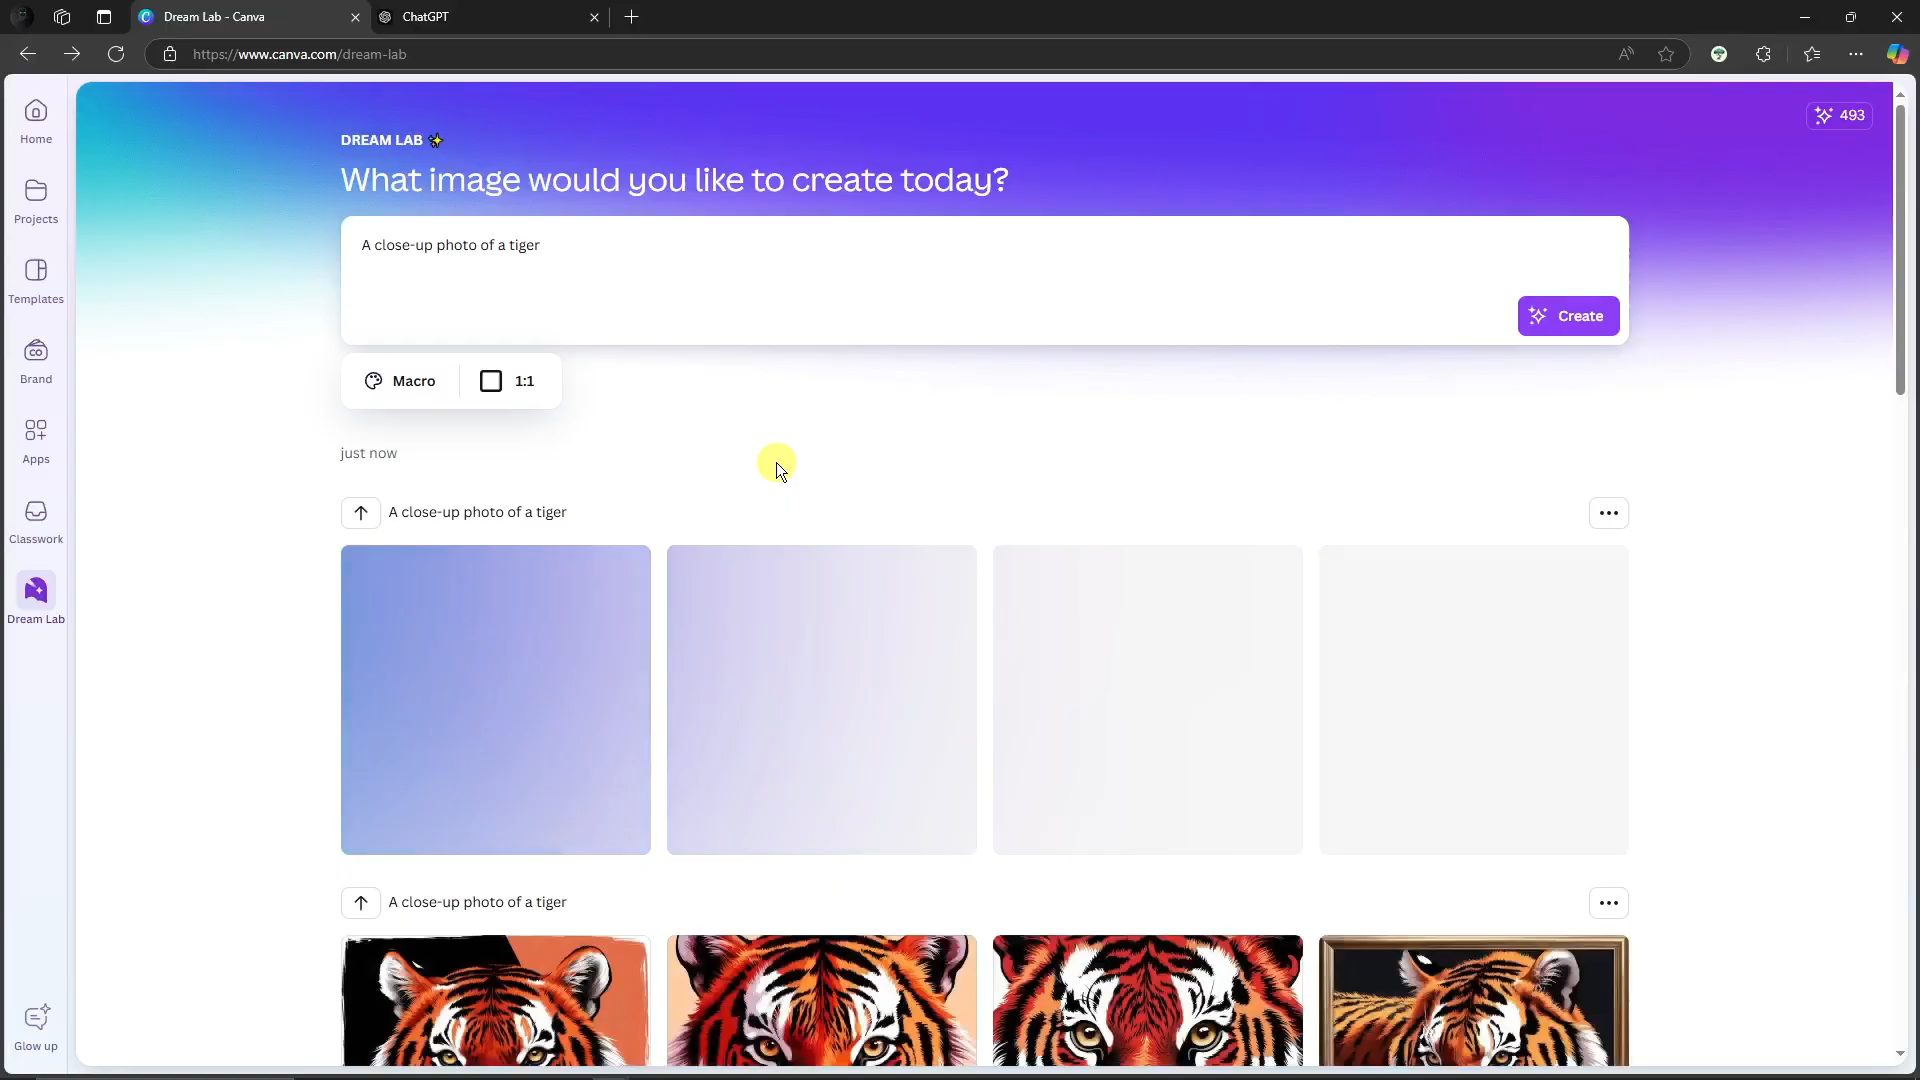 Dream Lab - Canva
ChatGPT
https://www.canva.com/dream-lab
Home
Projects
Templates
Brand
Apps
Classwork
Dream Lab
Glow up
493
DREAM LAB
What image would you like to create today?
A close-up photo of a tiger
Create
Macro
1:1
just now
A close-up photo of a tiger
A close-up photo of a tiger